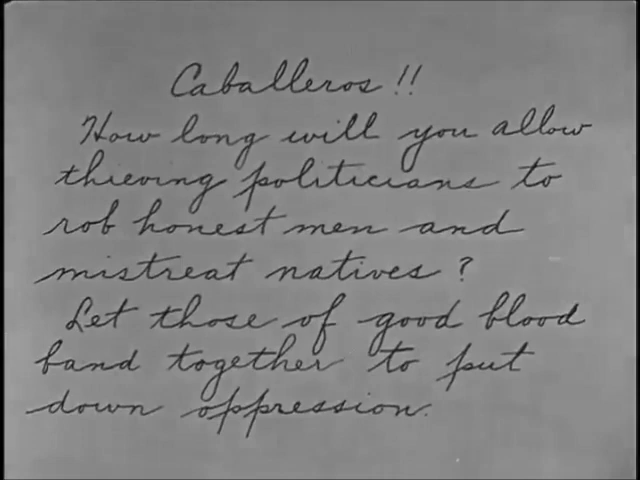 Caballeros!!
How long will you allow
thieving politicians to
rob honest men and
mistreat natives?
Let those of good blood
band together to put
down oppression.